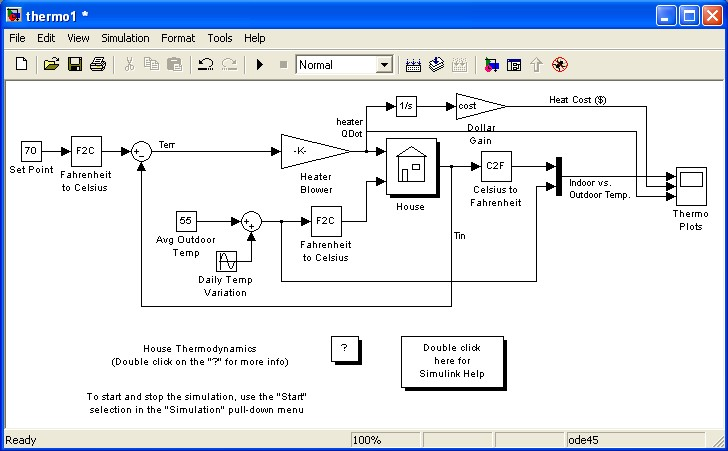 thermo1 *
File Edit View Simulation Format Tools Help
Normal
1/s
cost
Heat Cost ($)
heater
QDot
Dollar
Gain
70
F2C
Terr
-K-
Set Point
Fahrenheit
to Celsius
Heater
Blower
House
C2F
Celsius to
Fahrenheit
Indoor vs.
Outdoor Temp.
Thermo
Plots
55
F2C
Avg Outdoor
Temp
Fahrenheit
to Celsius
Tin
Daily Temp
Variation
House Thermodynamics
(Double click on the "?" for more info)
?
Double click
here for
Simulink Help
To start and stop the simulation, use the "Start"
selection in the "Simulation" pull-down menu
Ready 100% ode45